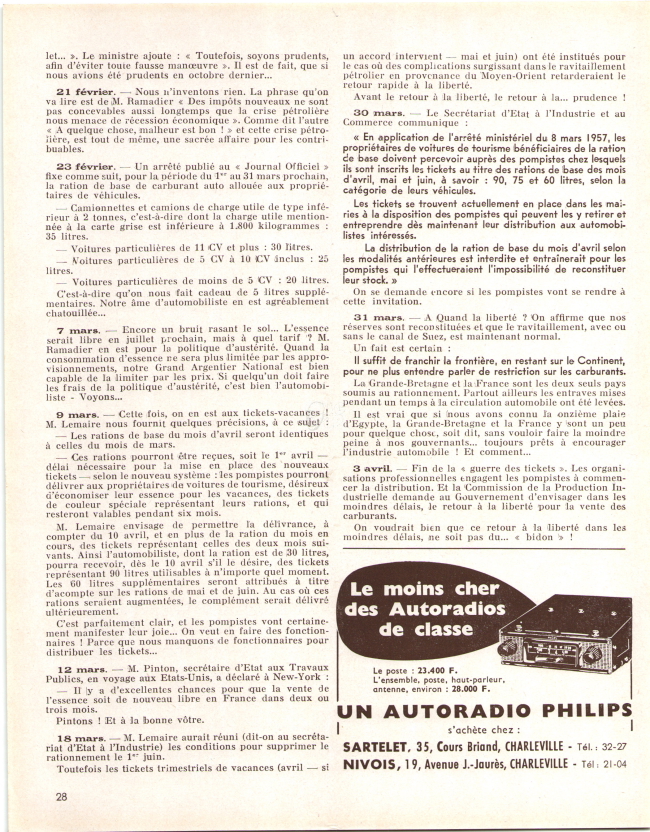 let... ». Le ministre ajoute : « Toutefois, soyons prudents,
afin d'éviter toute fausse manœuvre ». Il est de fait, que si
nous avions été prudents en octobre dernier...
21 février. — Nous n'inventons rien. La phrase qu'on
va lire est de M. Ramadier « Des impôts nouveaux ne sont
pas concevables aussi longtemps que la crise pétrolière
nous menace de récession économique ». Comme dit l'autre
« A quelque chose, malheur est bon ! » et cette crise pétro-
lière, est tout de même, une sacrée affaire pour les contri-
buables.
23 février. — Un arrêté publié au « Journal Officiel »
fixe comme suit, pour la période du 1er au 31 mars prochain,
la ration de base de carburant auto allouée aux proprié-
taires de véhicules.
— Camionnettes et camions de charge utile de type infé-
rieur à 2 tonnes, c'est-à-dire dont la charge utile mention-
née à la carte grise est inférieure à 1.800 kilogrammes :
35 litres.
— Voitures particulières de 11 CV et plus : 30 litres.
— Voitures particulières de 5 CV à 10 CV inclus : 25
litres.
— Voitures particulières de moins de 5 CV : 20 litres.
C'est-à-dire qu'on nous fait cadeau de 5 litres supplé-
mentaires. Notre âme d'automobiliste en est agréablement
chatouillée...
7 mars. — Encore un bruit rasant le sol... L'essence
serait libre en juillet prochain, mais à quel tarif ? M.
Ramadier en est pour la politique d'austérité. Quand la
consommation d'essence ne sera plus limitée par les appro-
visionnements, notre Grand Argentier National est bien
capable de la limiter par les prix. Si quelqu'un doit faire
les frais de la politique d'austérité, c'est bien l'automobi-
liste - Voyons...
9 mars. — Cette fois, on en est aux tickets-vacances !
M. Lemaire nous fournit quelques précisions, à ce sujet :
— Les rations de base du mois d'avril seront identiques
à celles du mois de mars.
— Ces rations pourront être reçues, soit le 1er avril —
délai nécessaire pour la mise en place des nouveaux
tickets — selon le nouveau système : les pompistes pourront
délivrer aux propriétaires de voitures de tourisme, désireux
d'économiser leur essence pour les vacances, des tickets
de couleur spéciale représentant leurs rations, et qui
resteront valables pendant six mois.
M. Lemaire envisage de permettre la délivrance, à
compter du 10 avril, et en plus de la ration du mois en
cours, des tickets représentant celles des deux mois sui-
vants. Ainsi l'automobiliste, dont la ration est de 30 litres,
pourra recevoir, dès le 10 avril s'il le désire, des tickets
représentant 90 litres utilisables à n'importe quel moment.
Les 60 litres supplémentaires seront attribués à titre
d'acompte sur les rations de mai et de juin. Au cas où ces
rations seraient augmentées, le complément serait délivré
ultérieurement.
C'est parfaitement clair, et les pompistes vont certaine-
ment manifester leur joie... On veut en faire des fonction-
naires ! Parce que nous manquons de fonctionnaires pour
distribuer les tickets...
12 mars. — M. Pinton, secrétaire d'Etat aux Travaux
Publics, en voyage aux Etats-Unis, a déclaré à New-York :
— Il y a d'excellentes chances pour que la vente de
l'essence soit de nouveau libre en France dans deux ou
trois mois.
Pintons ! Et à la bonne vôtre.
18 mars. — M. Lemaire aurait réuni (dit-on au secréta-
riat d'Etat à l'Industrie) les conditions pour supprimer le
rationnement le 1er juin.
Toutefois les tickets trimestriels de vacances (avril — si
28
un accord intervient — mai et juin) ont été institués pour
le cas où des complications surgissant dans le ravitaillement
pétrolier en provenance du Moyen-Orient retarderaient le
retour rapide à la liberté.
Avant le retour à la liberté, le retour à la... prudence !
30 mars. — Le Secrétariat d'Etat à l'Industrie et au
Commerce communique :
« En application de l'arrêté ministériel du 8 mars 1957, les
propriétaires de voitures de tourisme bénéficiaires de la ration
de base doivent percevoir auprès des pompistes chez lesquels
ils sont inscrits les tickets au titre des rations de base des mois
d'avril, mai et juin, à savoir : 90, 75 et 60 litres, selon la
catégorie de leurs véhicules.
Les tickets se trouvent actuellement en place dans les mai-
ries à la disposition des pompistes qui peuvent les y retirer et
entreprendre dès maintenant leur distribution aux automobi-
listes intéressés.
La distribution de la ration de base du mois d'avril selon
les modalités antérieures est interdite et entraînerait pour les
pompistes qui l'effectueraient l'impossibilité de reconstituer
leur stock. »
On se demande encore si les pompistes vont se rendre à
cette invitation.
31 mars. — A Quand la liberté ? On affirme que nos
réserves sont reconstituées et que le ravitaillement, avec ou
sans le canal de Suez, est maintenant normal.
Un fait est certain :
Il suffit de franchir la frontière, en restant sur le Continent,
pour ne plus entendre parler de restriction sur les carburants.
La Grande-Bretagne et la France sont les deux seuls pays
soumis au rationnement. Partout ailleurs les entraves mises
pendant un temps à la circulation automobile ont été levées.
Il est vrai que si nous avons connu la onzième plaie
d'Egypte, la Grande-Bretagne et la France y sont un peu
pour quelque chose, soit dit, sans vouloir faire la moindre
peine à nos gouvernants... toujours prêts à encourager
l'industrie automobile ! Et comment...
3 avril. — Fin de la « guerre des tickets ». Les organi-
sations professionnelles engagent les pompistes à commen-
cer la distribution. Et la Commission de la Production In-
dustrielle demande au Gouvernement d'envisager dans les
moindres délais, le retour à la liberté pour la vente des
carburants.
On voudrait bien que ce retour à la liberté dans les
moindres délais, ne soit pas du... « bidon » !
Le moins cher
des Autoradios
de classe
Le poste : 23.400 F.
L'ensemble, poste, haut-parleur,
antenne, environ : 28.000 F.
UN AUTORADIO PHILIPS
s'achète chez :
SARTELET, 35, Cours Briand, CHARLEVILLE - Tél. : 32-27
NIVOIS, 19, Avenue J.-Jaurès, CHARLEVILLE - Tél : 21-04